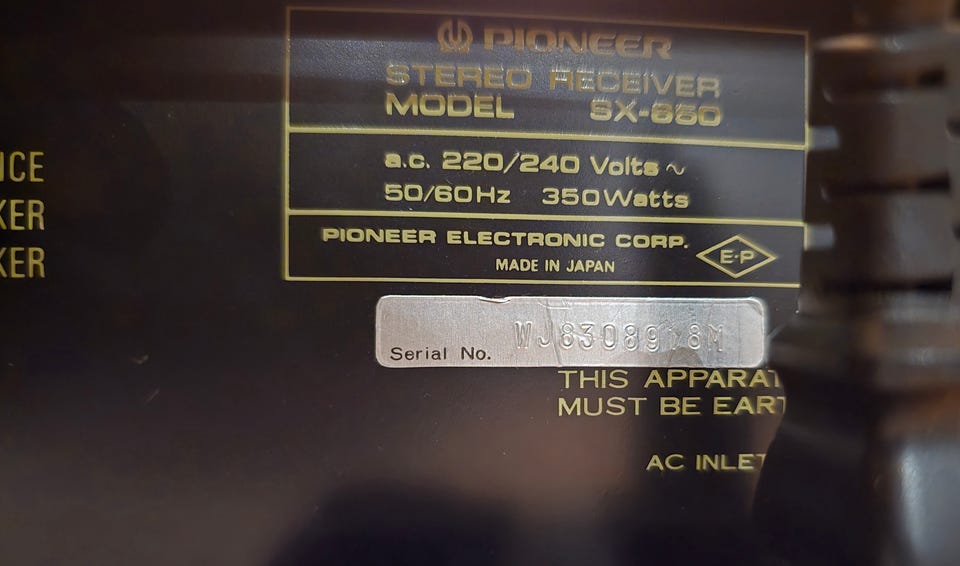 PIONEER
STEREO RECEIVER
MODEL SX-650
a.c. 220/240 Volts ~
50/60Hz 350Watts
PIONEER ELECTRONIC CORP.
E·P
MADE IN JAPAN
Serial No.
THIS APPARAT
MUST BE EART
AC INLET
ICE
KER
KER